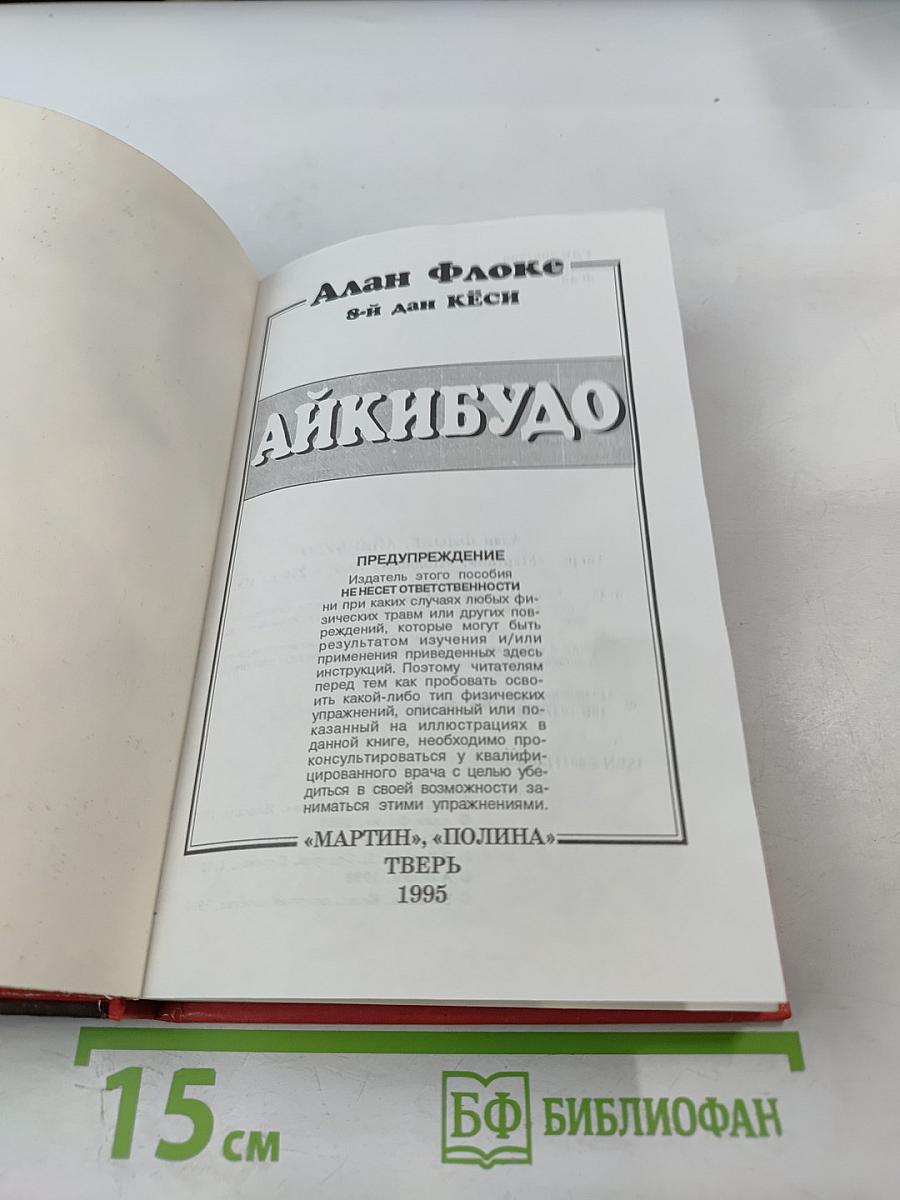 Алан Флокс
8-й дан КЁСИ
АЙКИБУДО
ПРЕДУПРЕЖДЕНИЕ
Издатель этого пособия
НЕ НЕСЕТ ОТВЕТСТВЕННОСТИ
ни при каких случаях любых фи-
зических травм или других пов-
реждений, которые могут быть
результатом изучения и/или
применения приведенных здесь
инструкций. Поэтому читателям
перед тем как пробовать осво-
ить какой-либо тип физических
упражнений, описанный или по-
казанный на иллюстрациях в
данной книге, необходимо про-
консультироваться у квалифи-
цированного врача с целью убе-
диться в своей возможности за-
ниматься этими упражнениями.
«МАРТИН», «ПОЛИНА»
ТВЕРЬ
1995
15 см
БФ БИБЛИОФАН